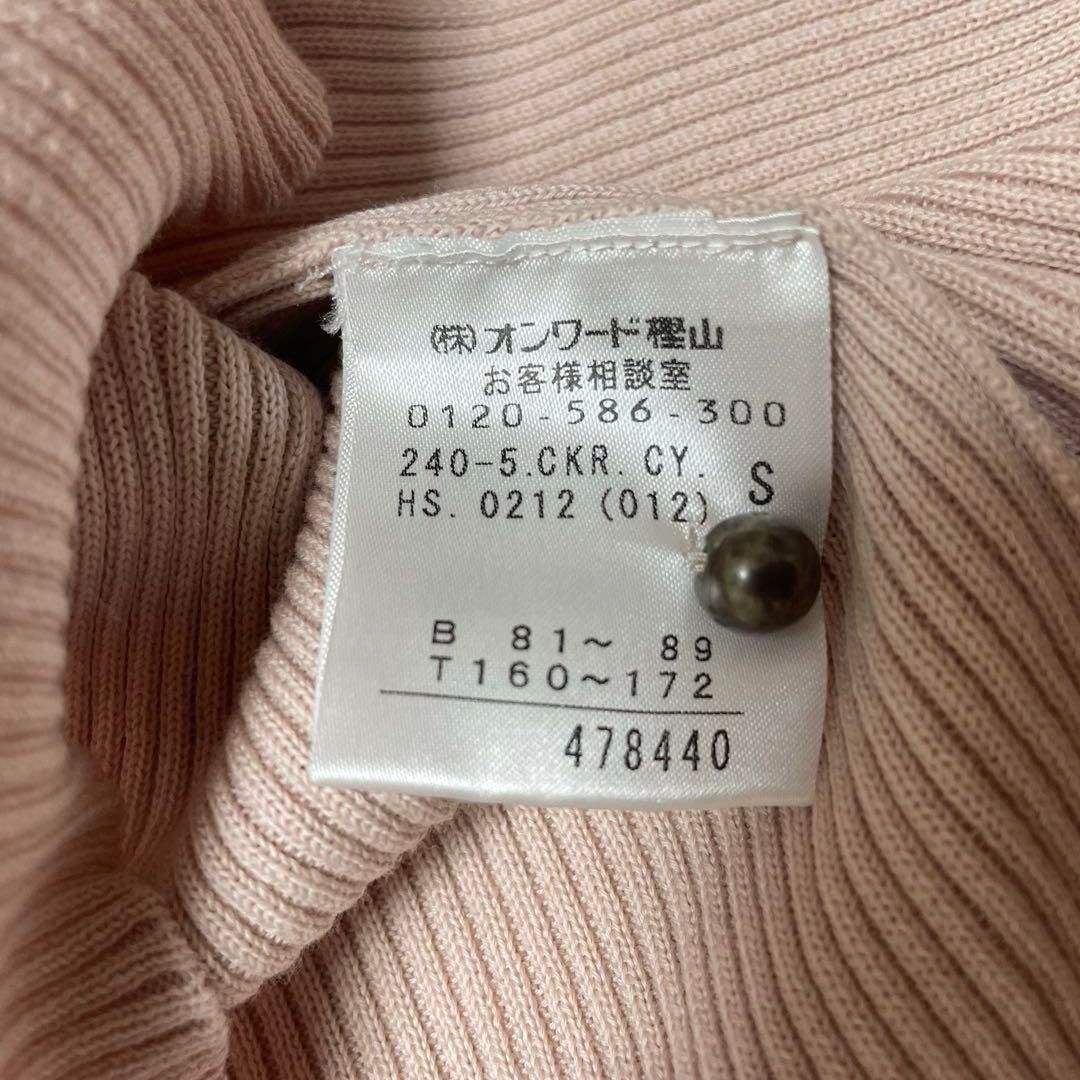 ㈱オンワード樫山
お客様相談室
0120-586-300
240-5.CKR.CY.
HS. 0212 (012) S
B 81～ 89
T160～172
478440